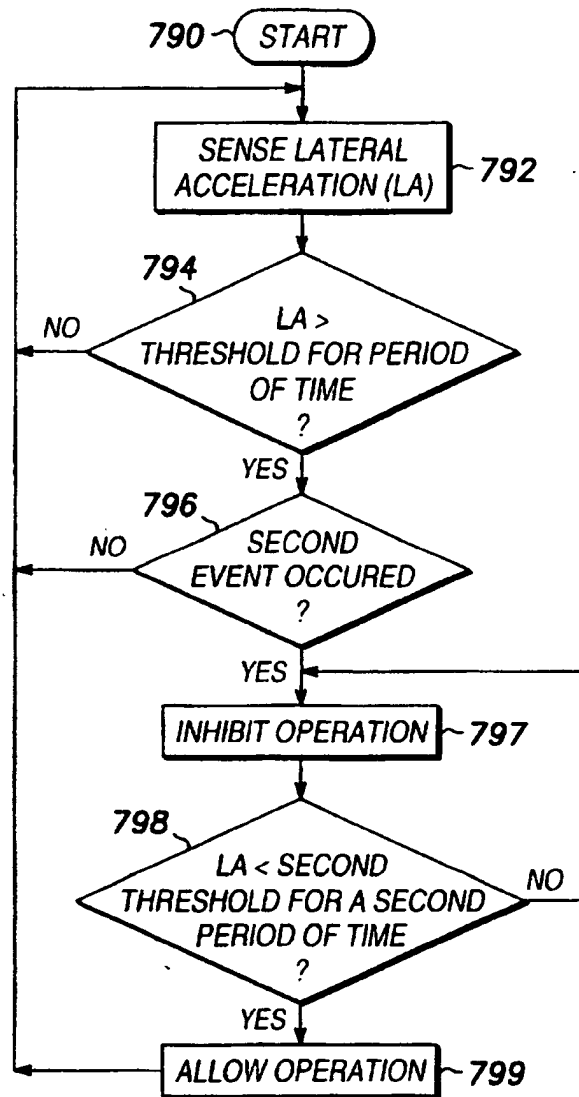 790
START
SENSE LATERAL
ACCELERATION (LA)
792
794
LA >
THRESHOLD FOR PERIOD
OF TIME
?
NO
YES
796
SECOND
EVENT OCCURED
?
NO
YES
INHIBIT OPERATION
797
798
LA < SECOND
THRESHOLD FOR A SECOND
PERIOD OF TIME
?
NO
YES
ALLOW OPERATION
799